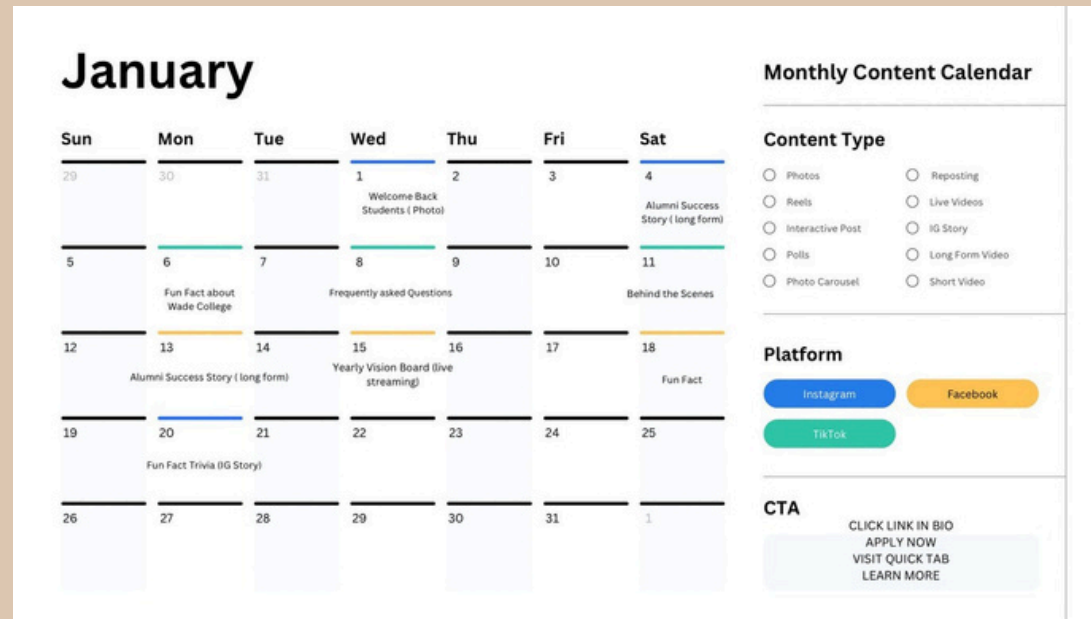 January
Sun Mon Tue Wed Thu Fri Sat
29 30 31 1 2 3 4
Welcome Back
Students ( Photo)
Alumni Success
Story ( long form)
5 6 7 8 9 10 11
Fun Fact about
Wade College
Frequently asked Questions
Behind the Scenes
12 13 14 15 16 17 18
Alumni Success Story ( long form)
Yearly Vision Board (live
streaming)
Fun Fact
19 20 21 22 23 24 25
Fun Fact Trivia (IG Story)
26 27 28 29 30 31 1
Monthly Content Calendar
Content Type
Photos
Reels
Interactive Post
Polls
Photo Carousel
Reposting
Live Videos
IG Story
Long Form Video
Short Video
Platform
Instagram
Facebook
TikTok
CTA
CLICK LINK IN BIO
APPLY NOW
VISIT QUICK TAB
LEARN MORE